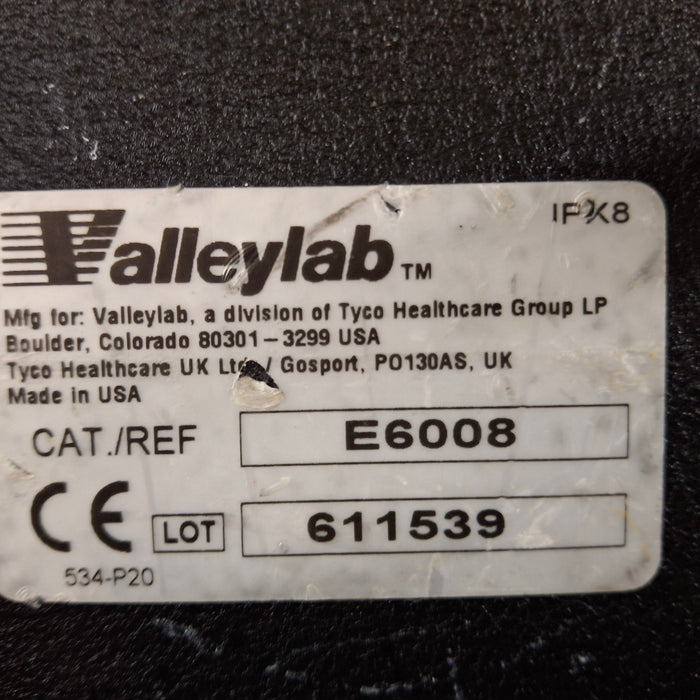 IPX8
Valleylab™
Mfg for: Valleylab, a division of Tyco Healthcare Group LP
Boulder, Colorado 80301-3299 USA
Tyco Healthcare UK Ltd / Gosport, PO130AS, UK
Made in USA
CAT./REF E6008
CE LOT 611539
534-P20